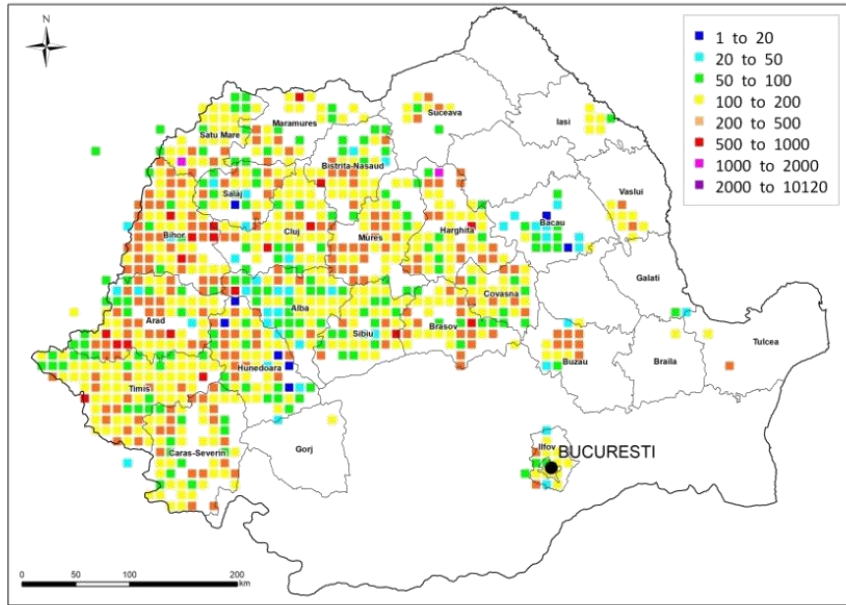 N
1 to 20
20 to 50
50 to 100
100 to 200
200 to 500
500 to 1000
1000 to 2000
2000 to 10120
Suceava
Maramures
Iasi
Satu Mare
Bistrita-Nasaud
Salaj
Vaslui
Bacau
Bihor
Cluj
Mures
Harghita
Galati
Covasna
Alba
Arad
Sibiu
Brasov
Tulcea
Buzau
Braila
Hunedoara
Timis
Ilfov
Gorj
Caras-Severin
BUCURESTI
0 50 100 200
km